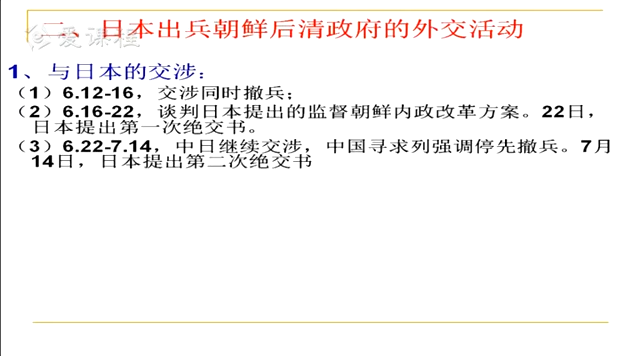 二、日本出兵朝鲜后清政府的外交活动
爱课程
1、与日本的交涉：
（1）6.12-16，交涉同时撤兵；
（2）6.16-22，谈判日本提出的监督朝鲜内政改革方案。22日，
日本提出第一次绝交书。
（3）6.22-7.14，中日继续交涉，中国寻求列强调停先撤兵。7月
14日，日本提出第二次绝交书